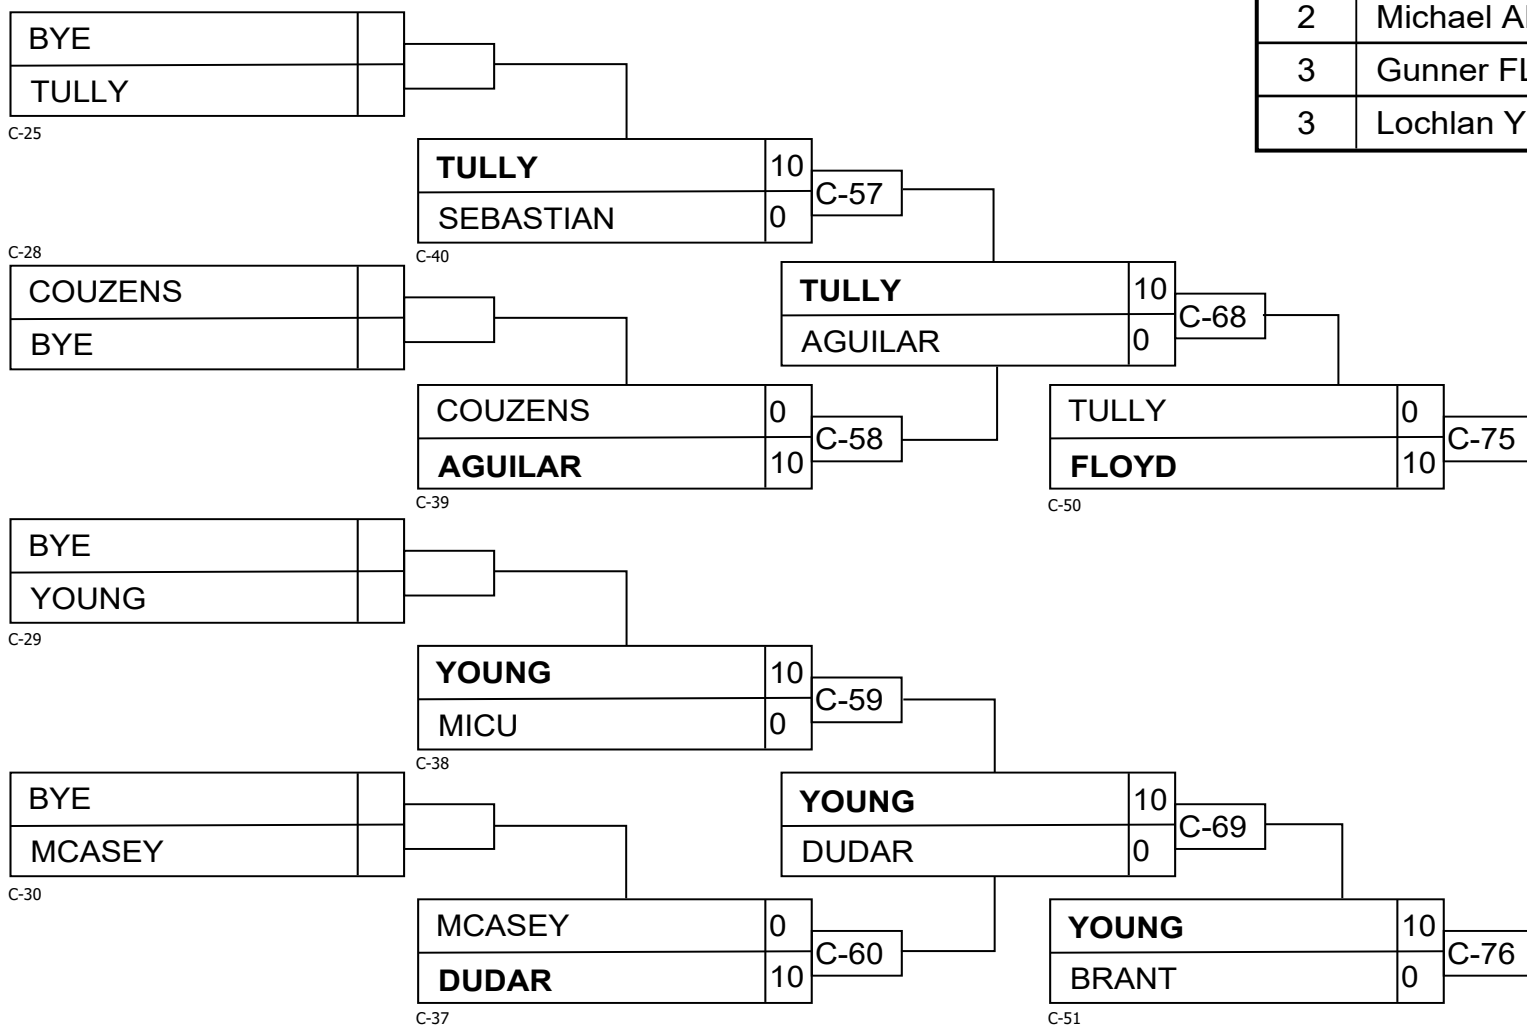 2 Michael
3 Gunner
3 Lochlan
BYE
TULLY
C-25
TULLY 10
SEBASTIAN 0
C-57
C-40
C-28
COUZENS
BYE
TULLY 10
AGUILAR 0
C-68
COUZENS 0
AGUILAR 10
C-58
C-39
TULLY 0
FLOYD 10
C-75
C-50
BYE
YOUNG
C-29
YOUNG 10
MICU 0
C-59
C-38
BYE
MCASEY
C-30
YOUNG 10
DUDAR 0
C-69
MCASEY 0
DUDAR 10
C-60
C-37
YOUNG 10
BRANT 0
C-76
C-51